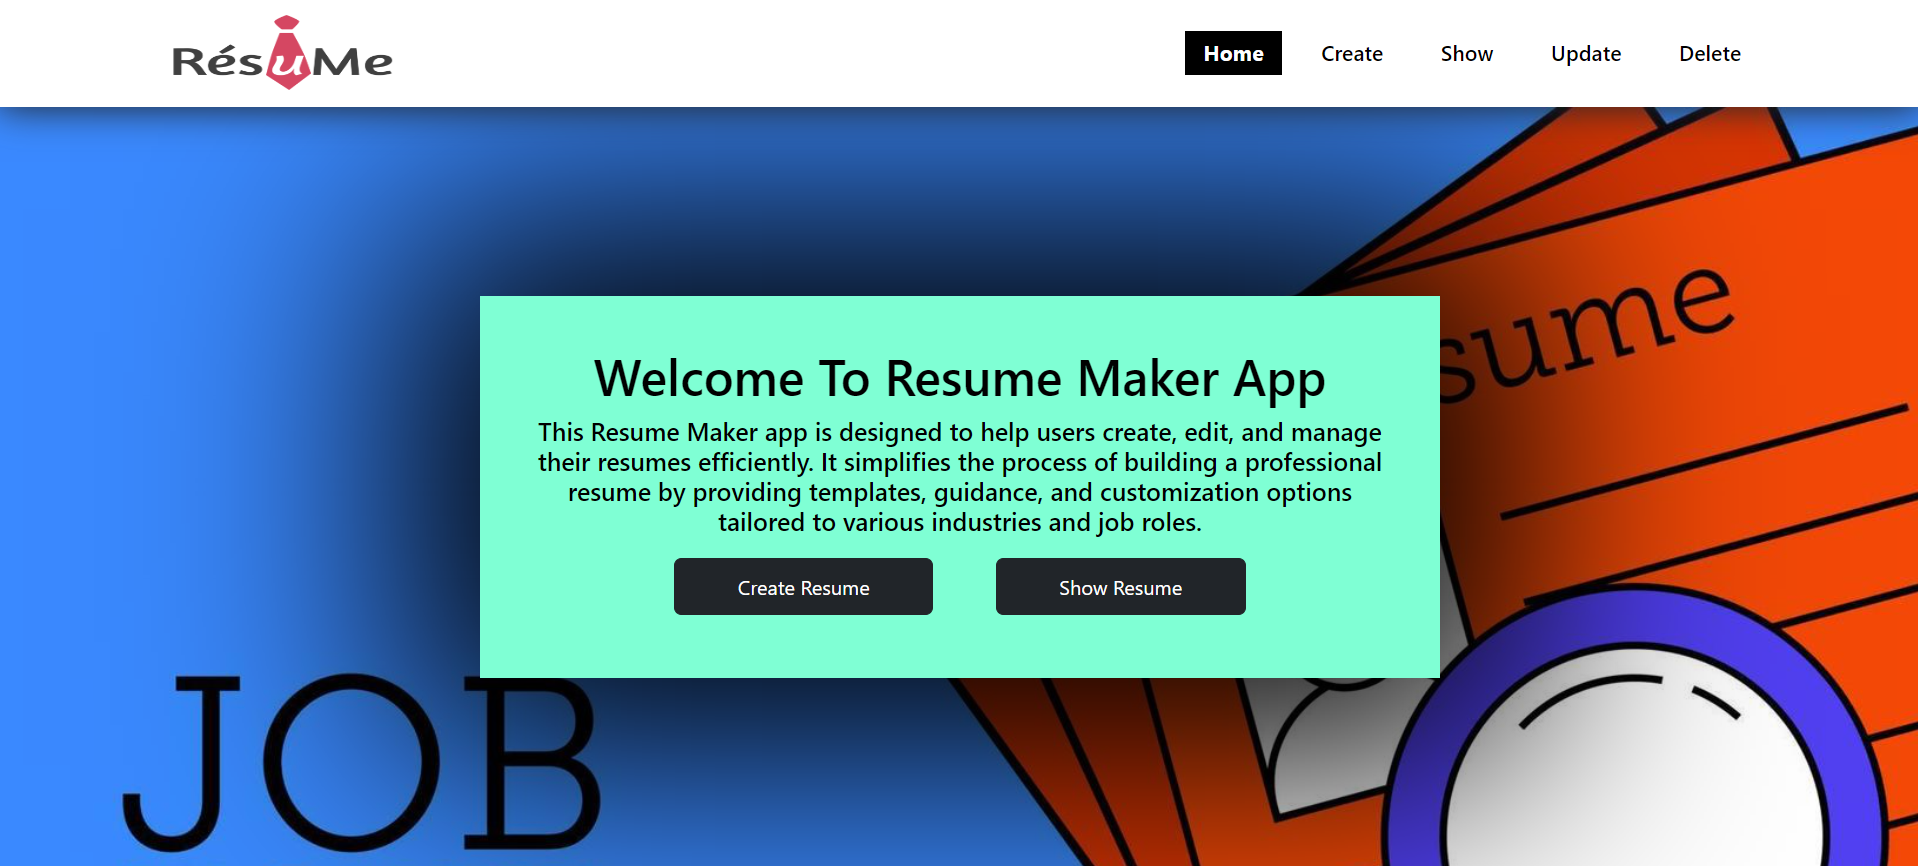 RésuMe
Home Create Show Update Delete
sume
Welcome To Resume Maker App
This Resume Maker app is designed to help users create, edit, and manage
their resumes efficiently. It simplifies the process of building a professional
resume by providing templates, guidance, and customization options
tailored to various industries and job roles.
Create Resume Show Resume
JOB